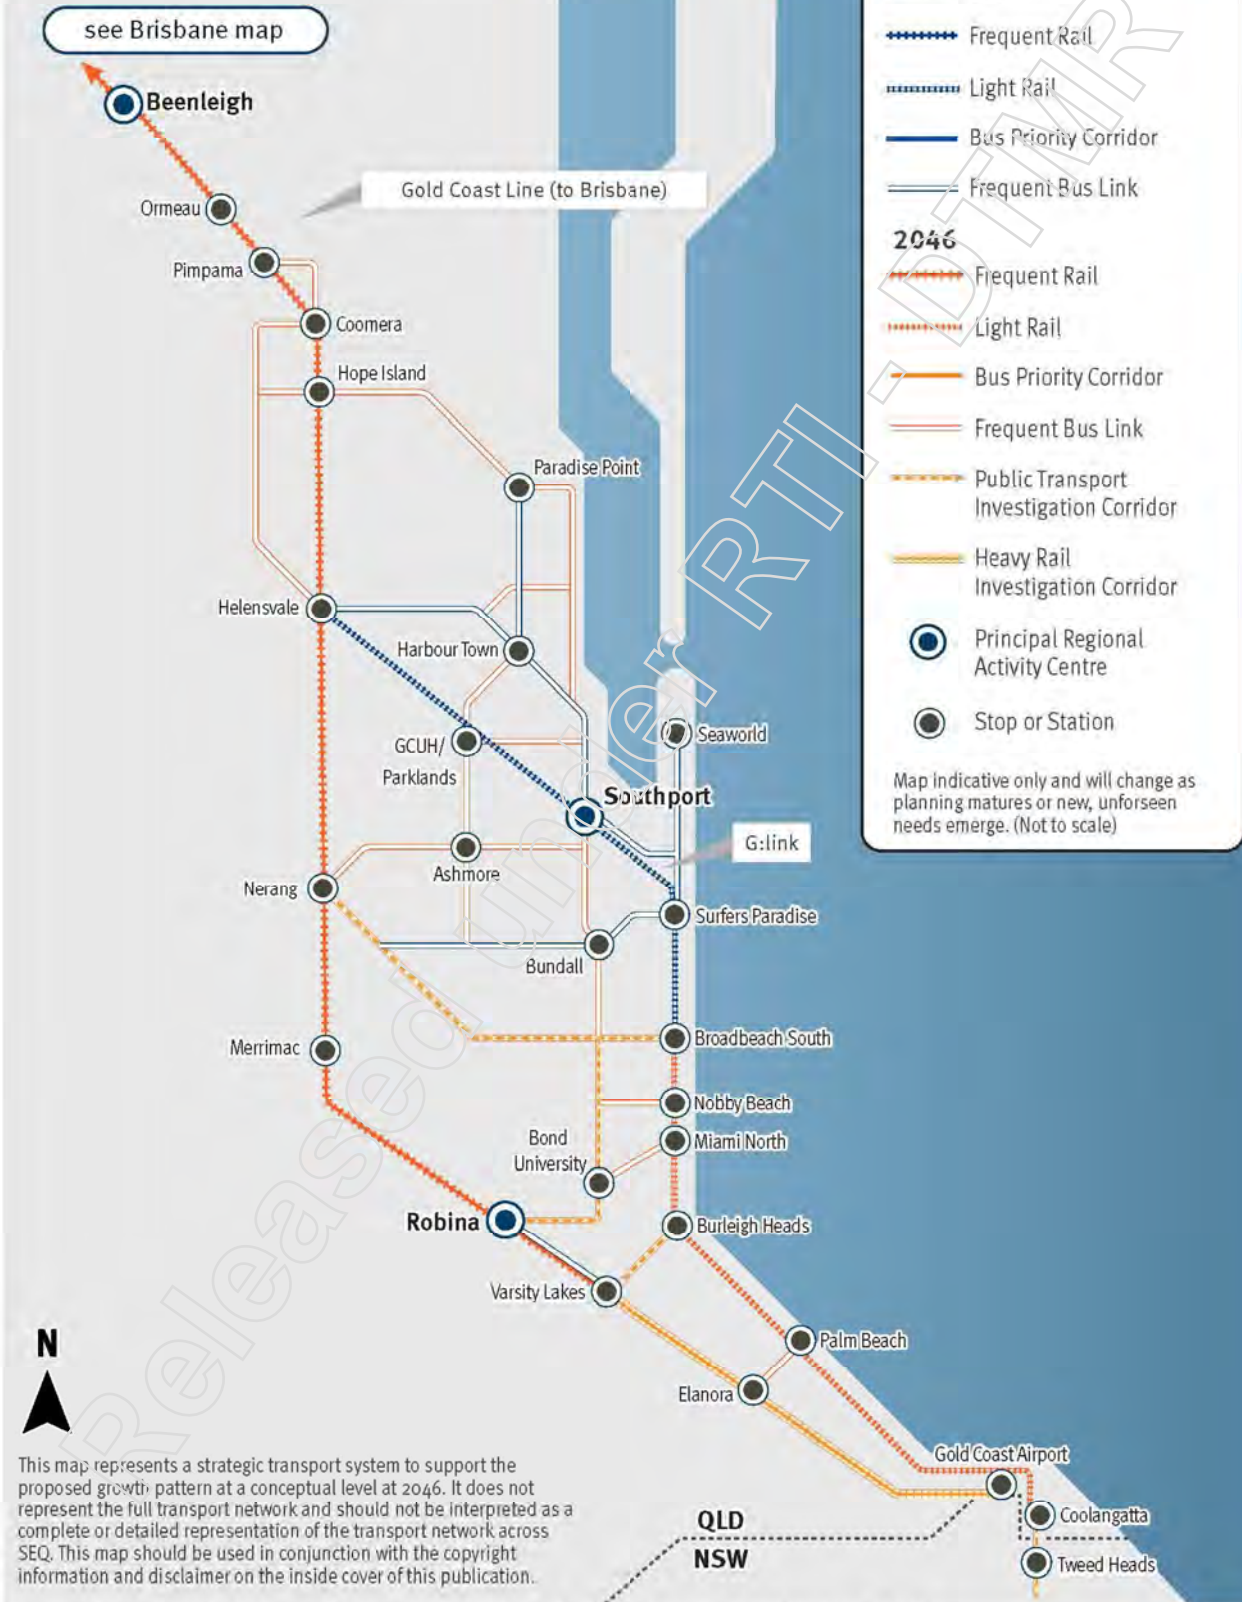 see Brisbane map
Beenleigh
Ormeau
Gold Coast Line (to Brisbane)
Pimpama
Coomera
Hope Island
Paradise Point
Helensvale
Harbour Town
GCUH/
Parklands
Seaworld
Southport
G:link
Ashmore
Nerang
Surfers Paradise
Bundall
Broadbeach South
Merrimac
Nobby Beach
Bond
University
Miami North
Robina
Burleigh Heads
Varsity Lakes
Palm Beach
Elanora
Gold Coast Airport
Coolangatta
Tweed Heads
QLD
NSW
N
This map represents a strategic transport system to support the
proposed growth pattern at a conceptual level at 2046. It does not
represent the full transport network and should not be interpreted as a
complete or detailed representation of the transport network across
SEQ. This map should be used in conjunction with the copyright
information and disclaimer on the inside cover of this publication.
Frequent Rail
Light Rail
Bus Priority Corridor
Frequent Bus Link
2046
Frequent Rail
Light Rail
Bus Priority Corridor
Frequent Bus Link
Public Transport
Investigation Corridor
Heavy Rail
Investigation Corridor
Principal Regional
Activity Centre
Stop or Station
Map indicative only and will change as
planning matures or new, unforseen
needs emerge. (Not to scale)
Released under RTI - DTMR